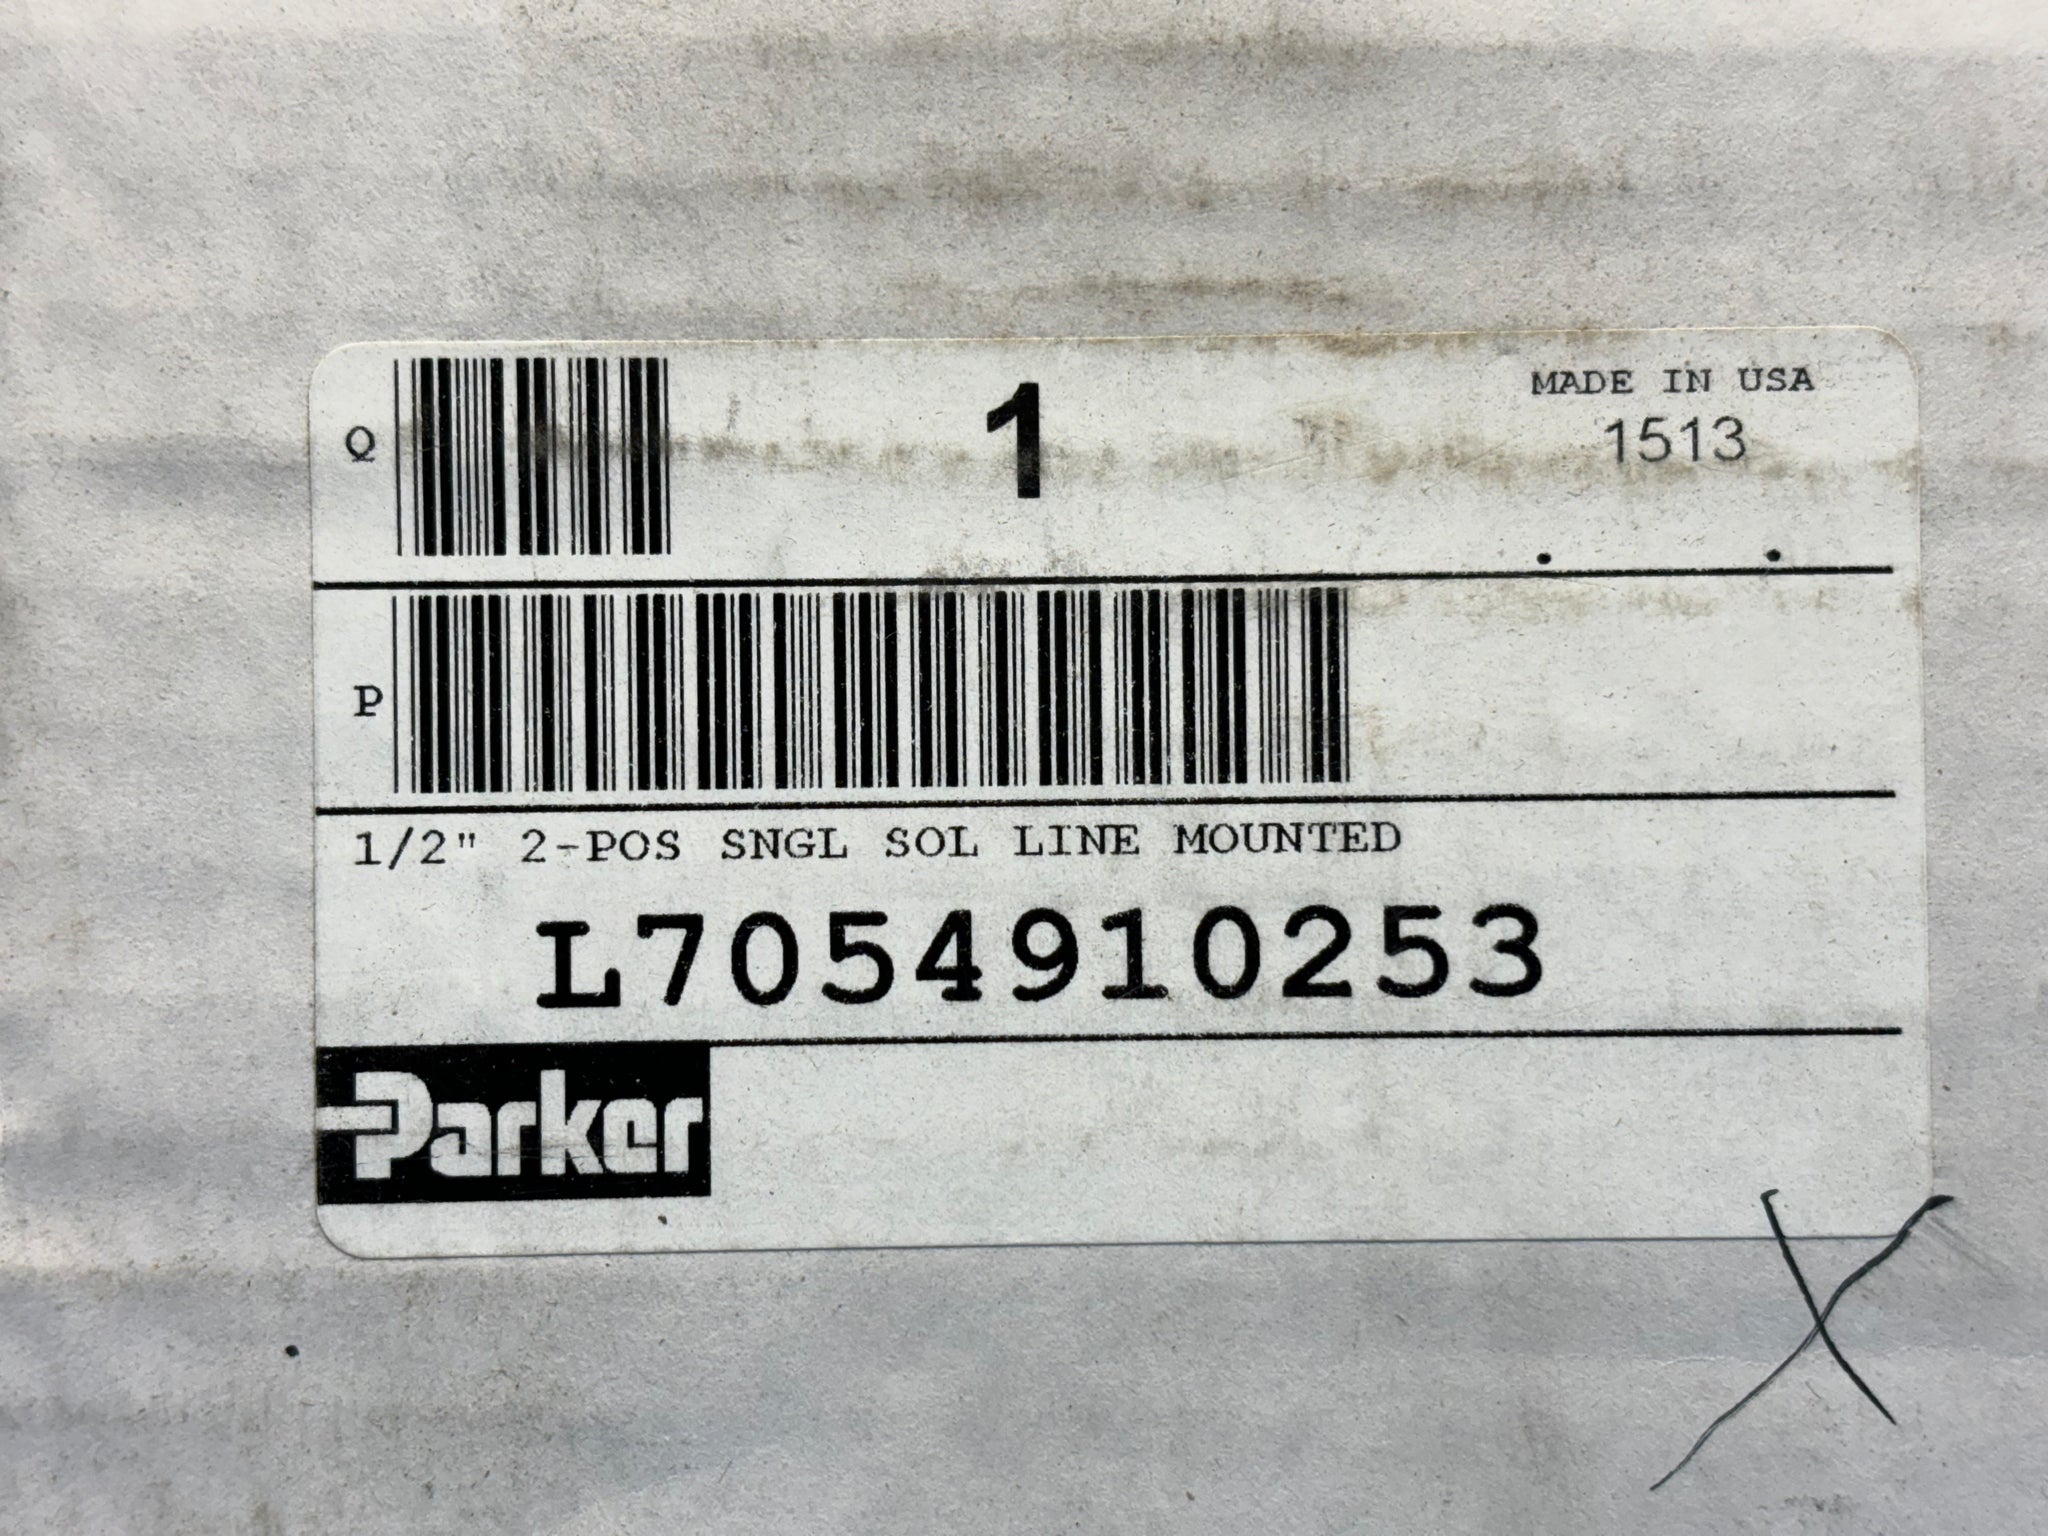 Q
1
MADE IN USA
1513
P
1/2" 2-POS SNGL SOL LINE MOUNTED
L7054910253
Parker
X